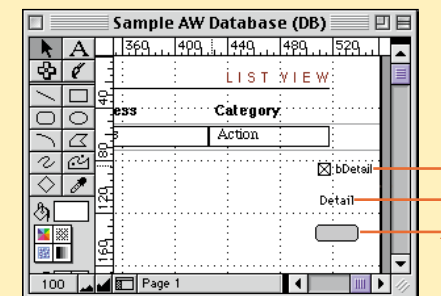 Sample AW Database (DB)
A
360 400 440 480 520
LIST VIEW
40
ess Category
s Action
80
bDetail
120
Detail
160
100 Page 1